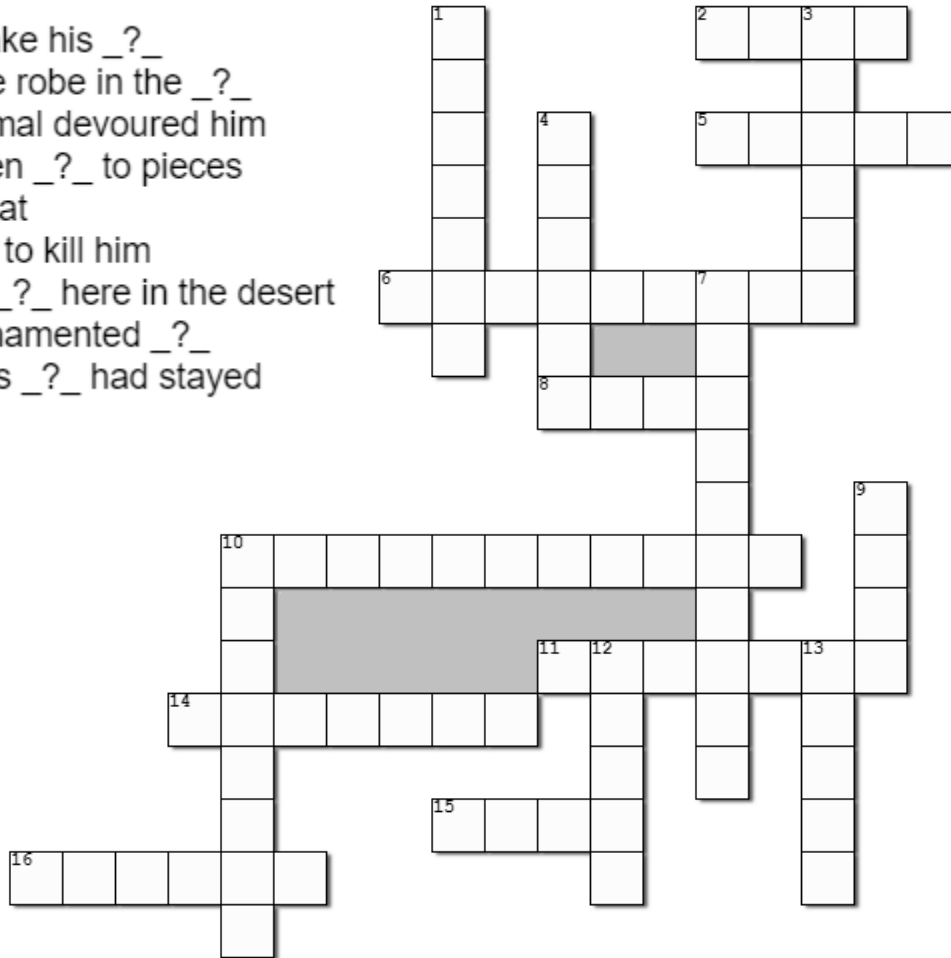 ke his _?_
e robe in the _?_
mal devoured him
en _?_ to pieces
at
to kill him
_?_ here in the desert
namented _?_
s _?_ had stayed
1
2 3
4 5
6 7
8
9
10
11 12 13
14
15
16